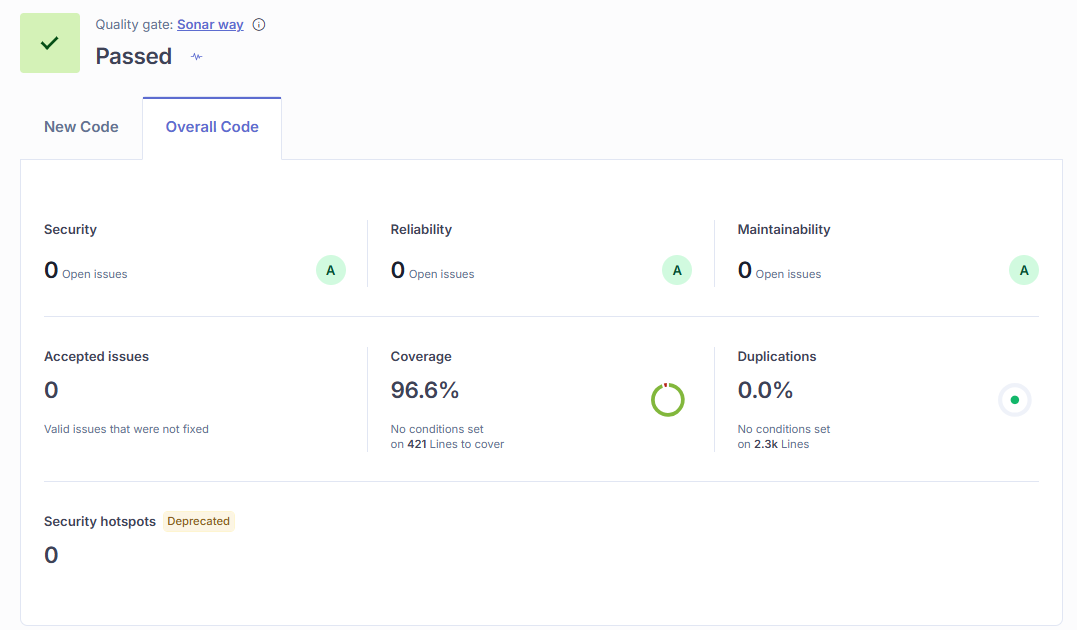 Quality gate: Sonar way
Passed
New Code
Overall Code
Security
0 Open issues
A
Reliability
0 Open issues
A
Maintainability
0 Open issues
A
Accepted issues
0
Valid issues that were not fixed
Coverage
96.6%
No conditions set
on 421 Lines to cover
Duplications
0.0%
No conditions set
on 2.3k Lines
Security hotspots Deprecated
0